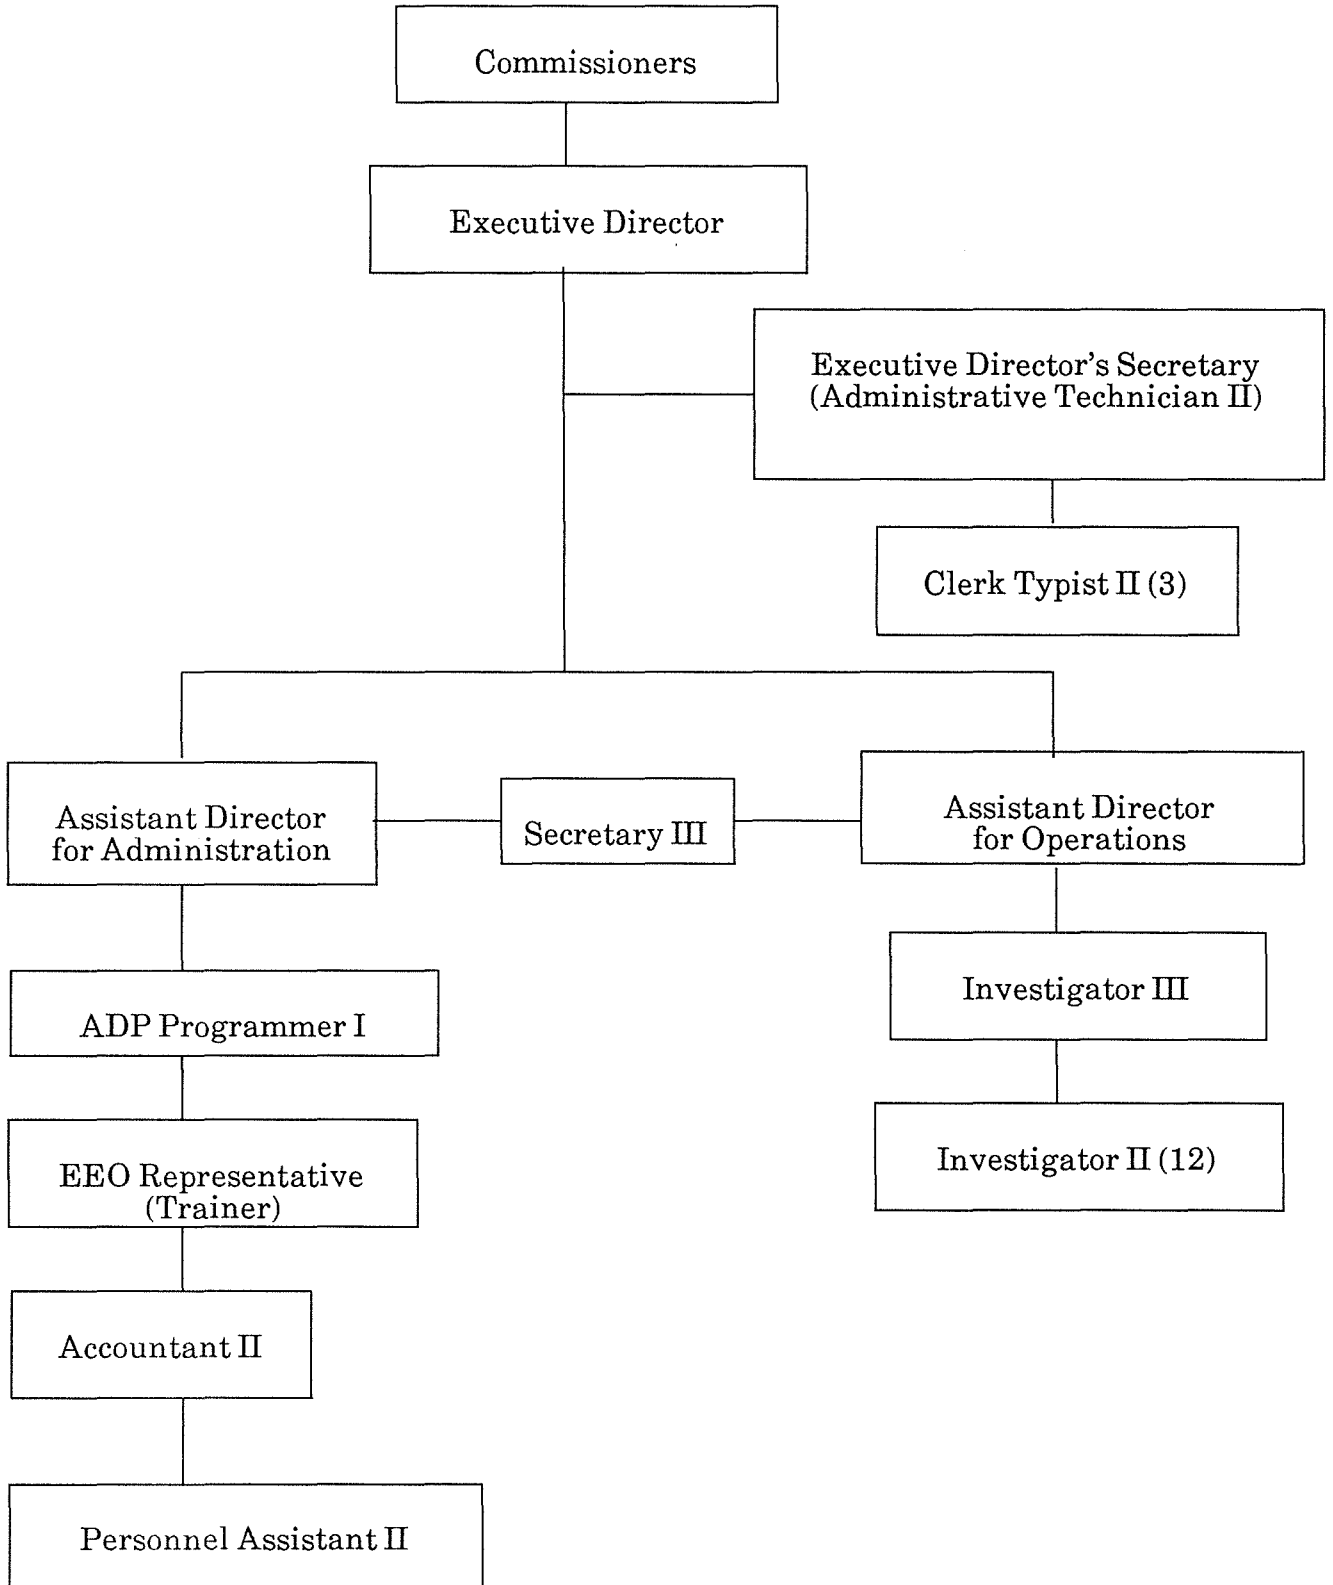 Commissioners
Executive Director
Executive Director's Secretary
(Administrative Technician II)
Clerk Typist II (3)
Assistant Director
for Administration
Secretary III
Assistant Director
for Operations
ADP Programmer I
Investigator III
EEO Representative
(Trainer)
Investigator II (12)
Accountant II
Personnel Assistant II